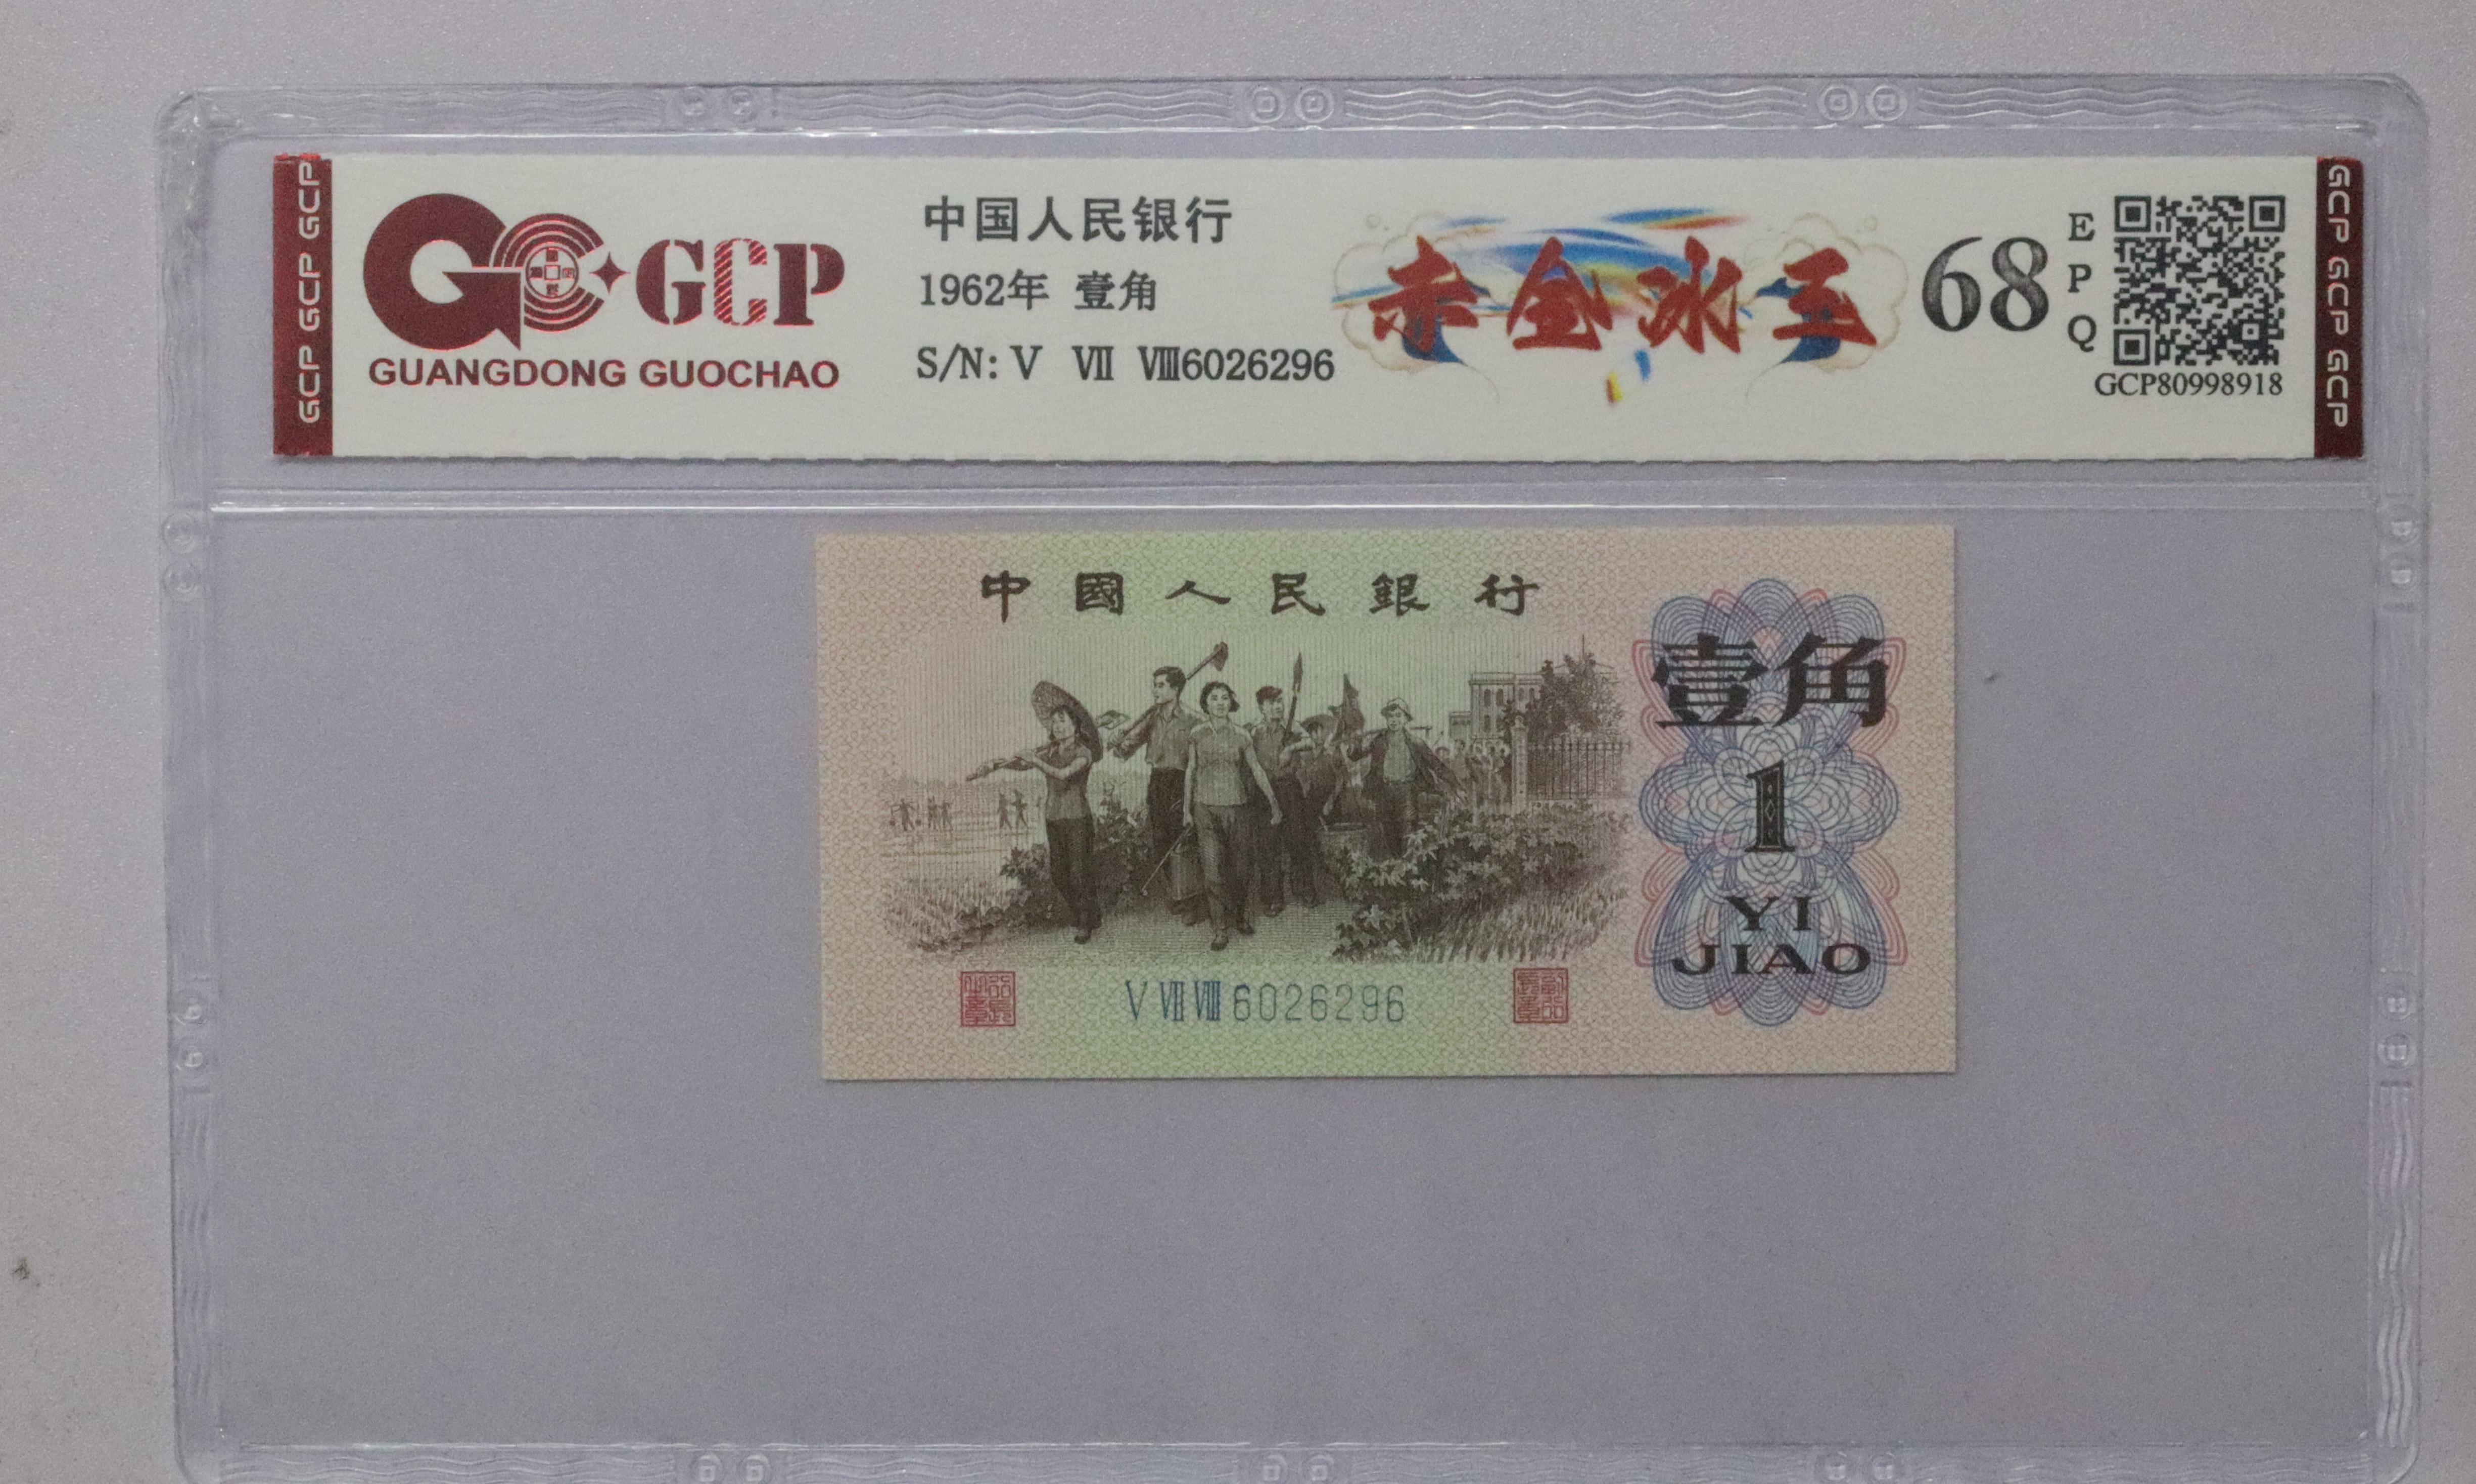 GCP GCP GCP
GCP
GUANGDONG GUOCHAO
中国人民银行
1962年 壹角
S/N: Ⅴ Ⅶ Ⅷ6026296
赤金冰玉
68
E
P
Q
GCP80998918
GCP GCP GCP
中國人民銀行
壹角
1
YI
JIAO
Ⅴ Ⅶ Ⅷ 6026296